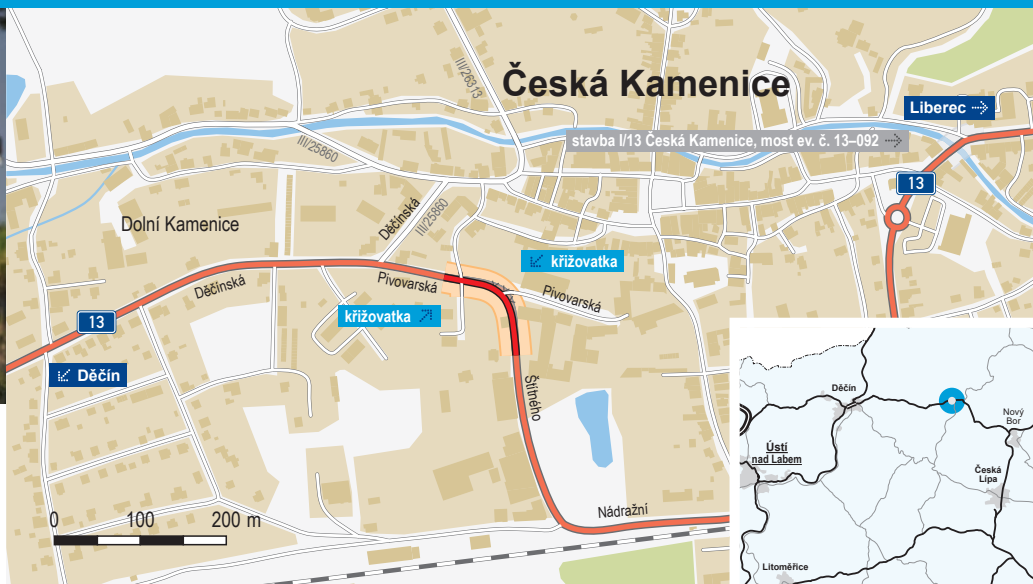 Česká Kamenice
III/26313
Liberec
stavba I/13 Česká Kamenice, most ev. č. 13–092
III/25860
13
Dolní Kamenice
Děčínská
III/25860
křižovatka
Děčínská
Pivovarská
Pivovarská
křižovatka
13
Děčín
Štítného
Nádražní
0 100 200 m
Děčín
Nový
Bor
Ústí
nad Labem
Česká
Lípa
Litoměřice